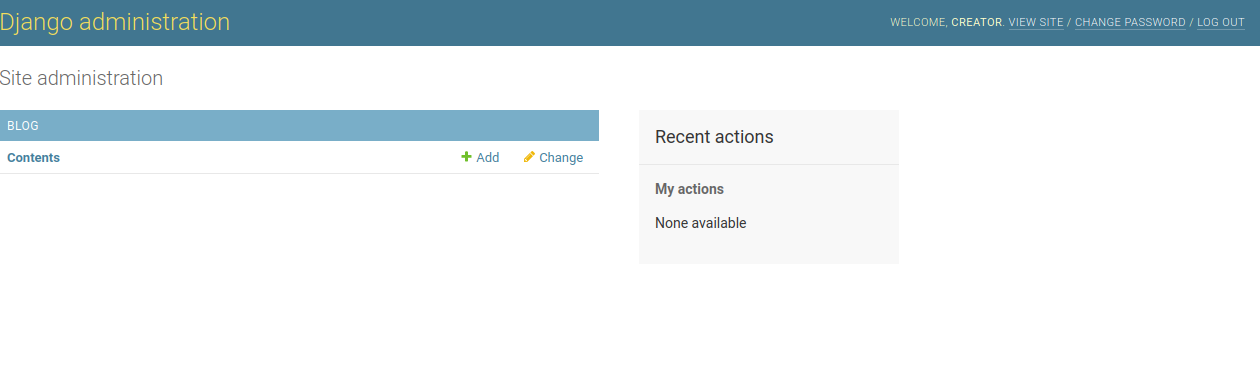 Django administration
WELCOME, CREATOR. VIEW SITE / CHANGE PASSWORD / LOG OUT
Site administration
BLOG
Contents Add Change
Recent actions
My actions
None available